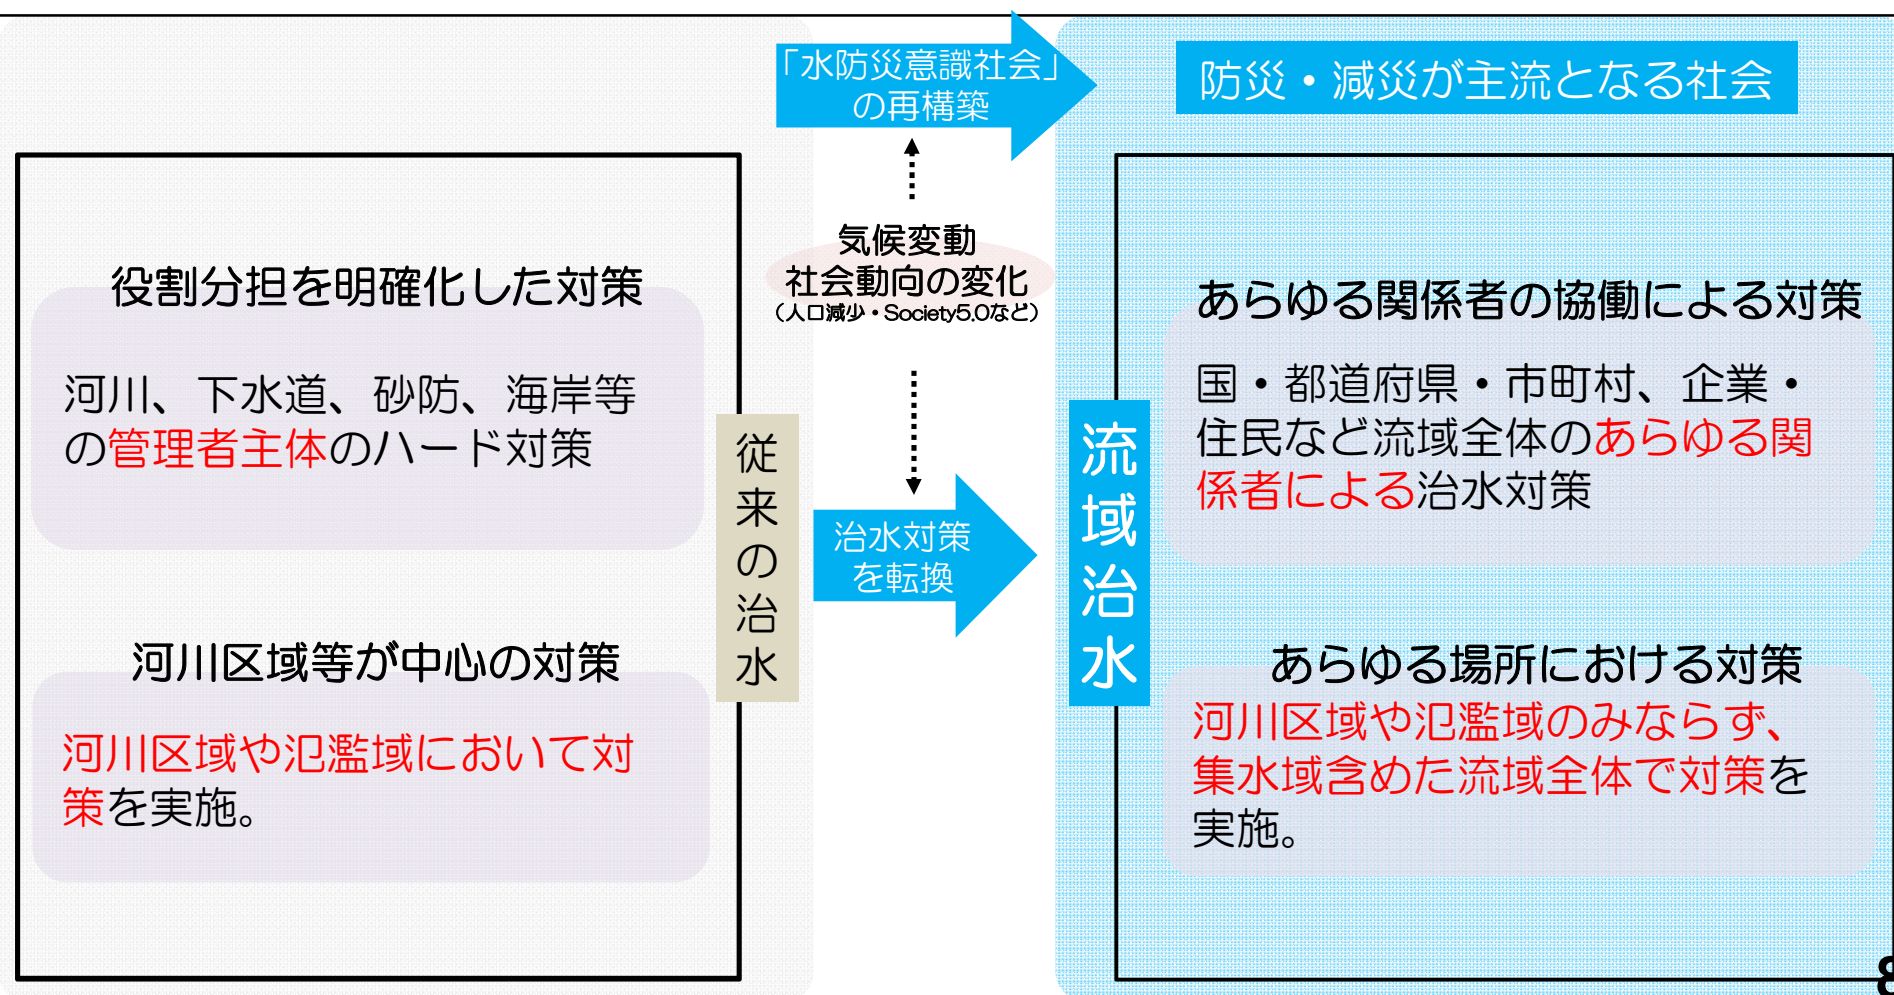 「水防災意識社会」
の再構築
防災・減災が主流となる社会
気候変動
社会動向の変化
（人口減少・Society5.0など）
役割分担を明確化した対策
河川、下水道、砂防、海岸等
の管理者主体のハード対策
河川区域等が中心の対策
河川区域や氾濫域において対
策を実施。
従来の治水
治水対策
を転換
流域治水
あらゆる関係者の協働による対策
国・都道府県・市町村、企業・
住民など流域全体のあらゆる関
係者による治水対策
あらゆる場所における対策
河川区域や氾濫域のみならず、
集水域含めた流域全体で対策を
実施。